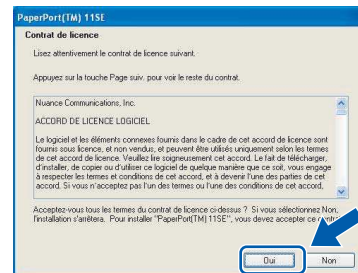 PaperPort(TM) 11SE
Contrat de licence
Lisez attentivement le contrat de licence suivant.
Appuyez sur la touche Page suiv. pour voir le reste du contrat.
Nuance Communications, Inc.
ACCORD DE LICENCE LOGICIEL
Le logiciel et les éléments connexes fournis dans le cadre de cet accord de licence sont
fournis sous licence, et non vendus, et peuvent être utilisés uniquement selon les termes
de cet accord de licence. Veuillez lire soigneusement cet accord. Le fait de télécharger,
d'installer, de copier ou d'utiliser ce logiciel de quelque manière que ce soit, vous engage
à respecter les termes et conditions de cet accord, et à devenir l'une des parties de cet
accord. Si vous n'acceptez pas l'un des termes ou l'une des conditions de cet accord,
Acceptez-vous tous les termes du contrat de licence ci-dessus ? Si vous sélectionnez Non,
l'installation s'arrêtera. Pour installer "PaperPort(TM) 11SE", vous devez accepter ce
Oui
Non